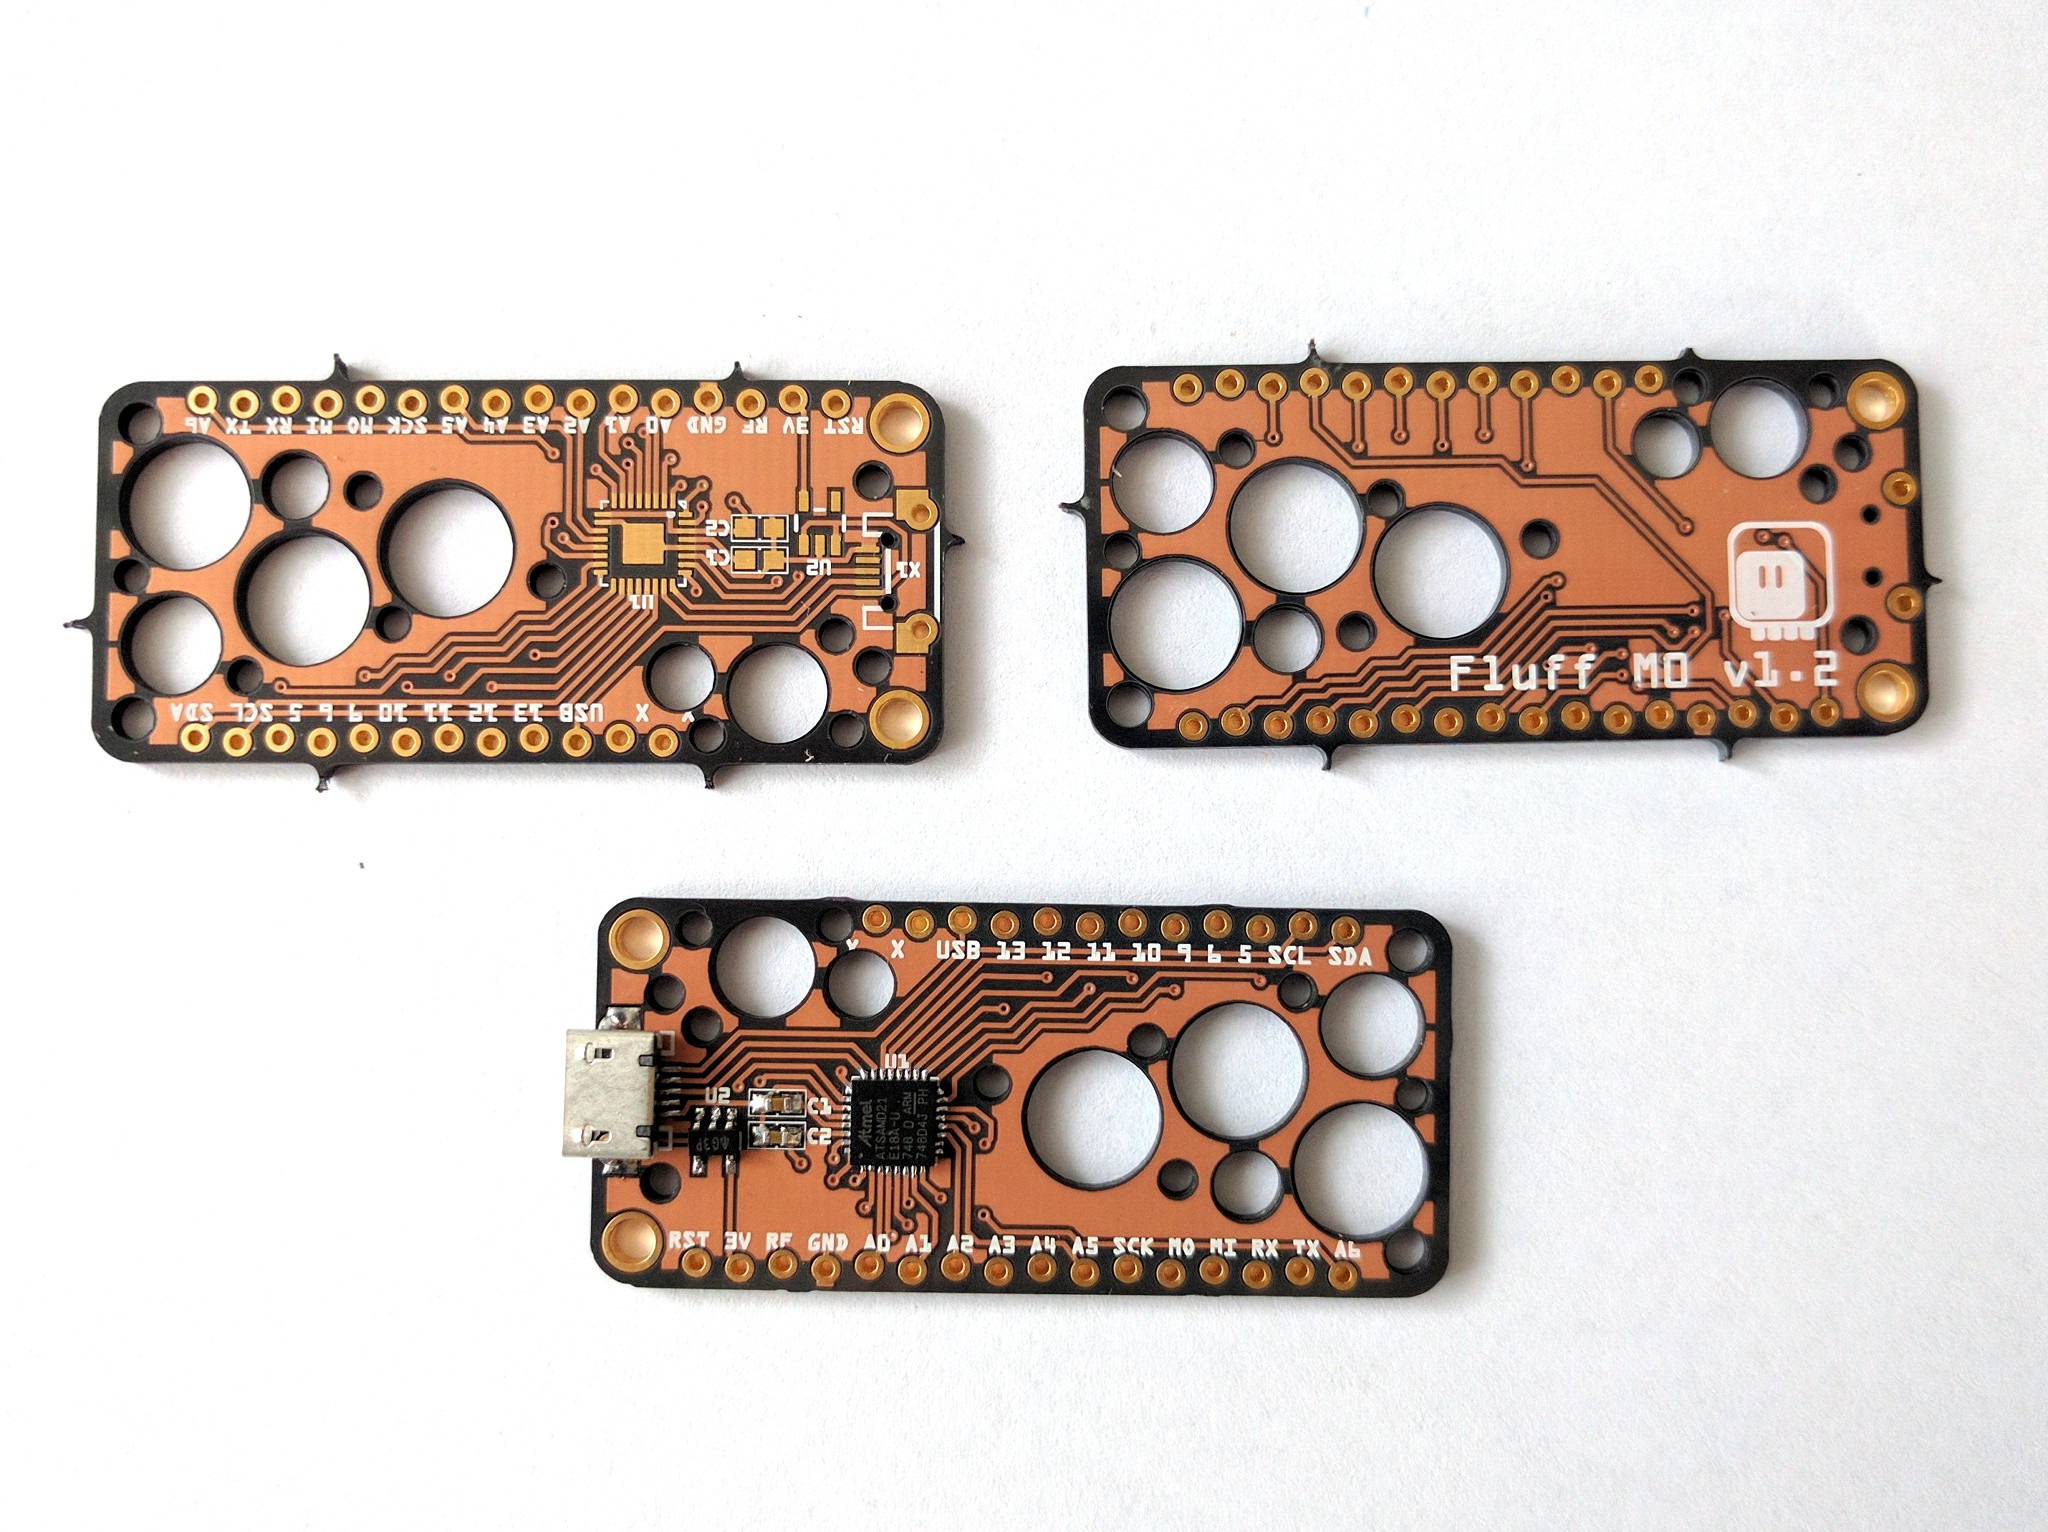 A6 TX RX MI MO SCK A5 A4 A3 A2 A1 A0 GND RF 3V RST
C2
C1
U2
X1
U1
SDA SCL 5 6 9 10 11 12 13 USB X Y
Fluff M0 v1.2
Y X USB 13 12 11 10 9 6 5 SCL SDA
U1
U2
C1
C2
Atmel
ATSAMD21
E18A-U
748 D ARM
748D4J PH
RST 3V RF GND A0 A1 A2 A3 A4 A5 SCK MO MI RX TX A6